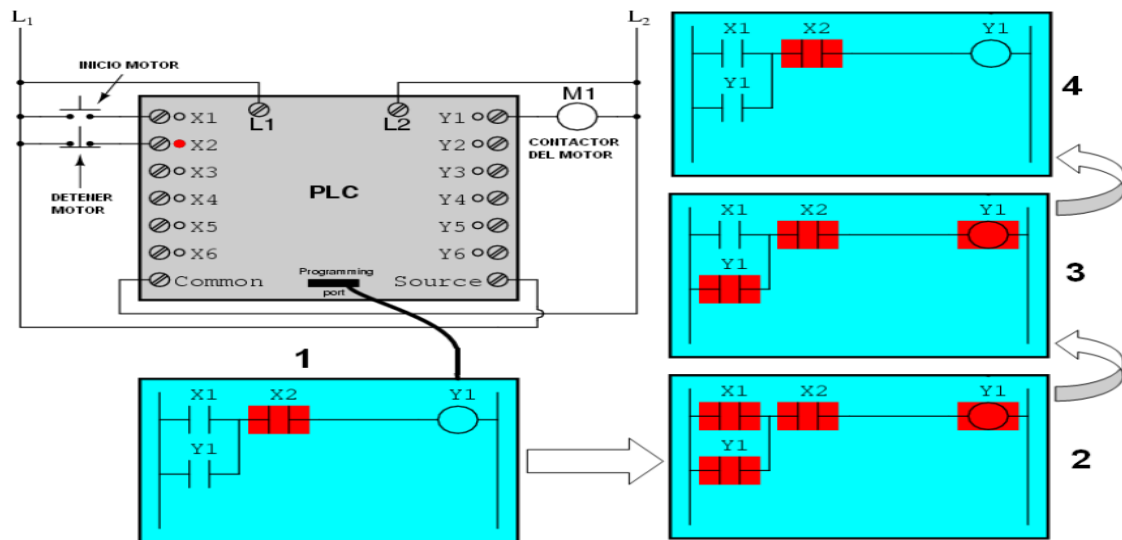 L1
L2
INICIO MOTOR
DETENER MOTOR
L1
L2
X1
X2
X3
X4
X5
X6
Common
PLC
Programming port
Y1
Y2
Y3
Y4
Y5
Y6
Source
M1
CONTACTOR DEL MOTOR
1
X1 X2 Y1
Y1
X1 X2 Y1
Y1
2
X1 X2 Y1
Y1
3
X1 X2 Y1
Y1
4